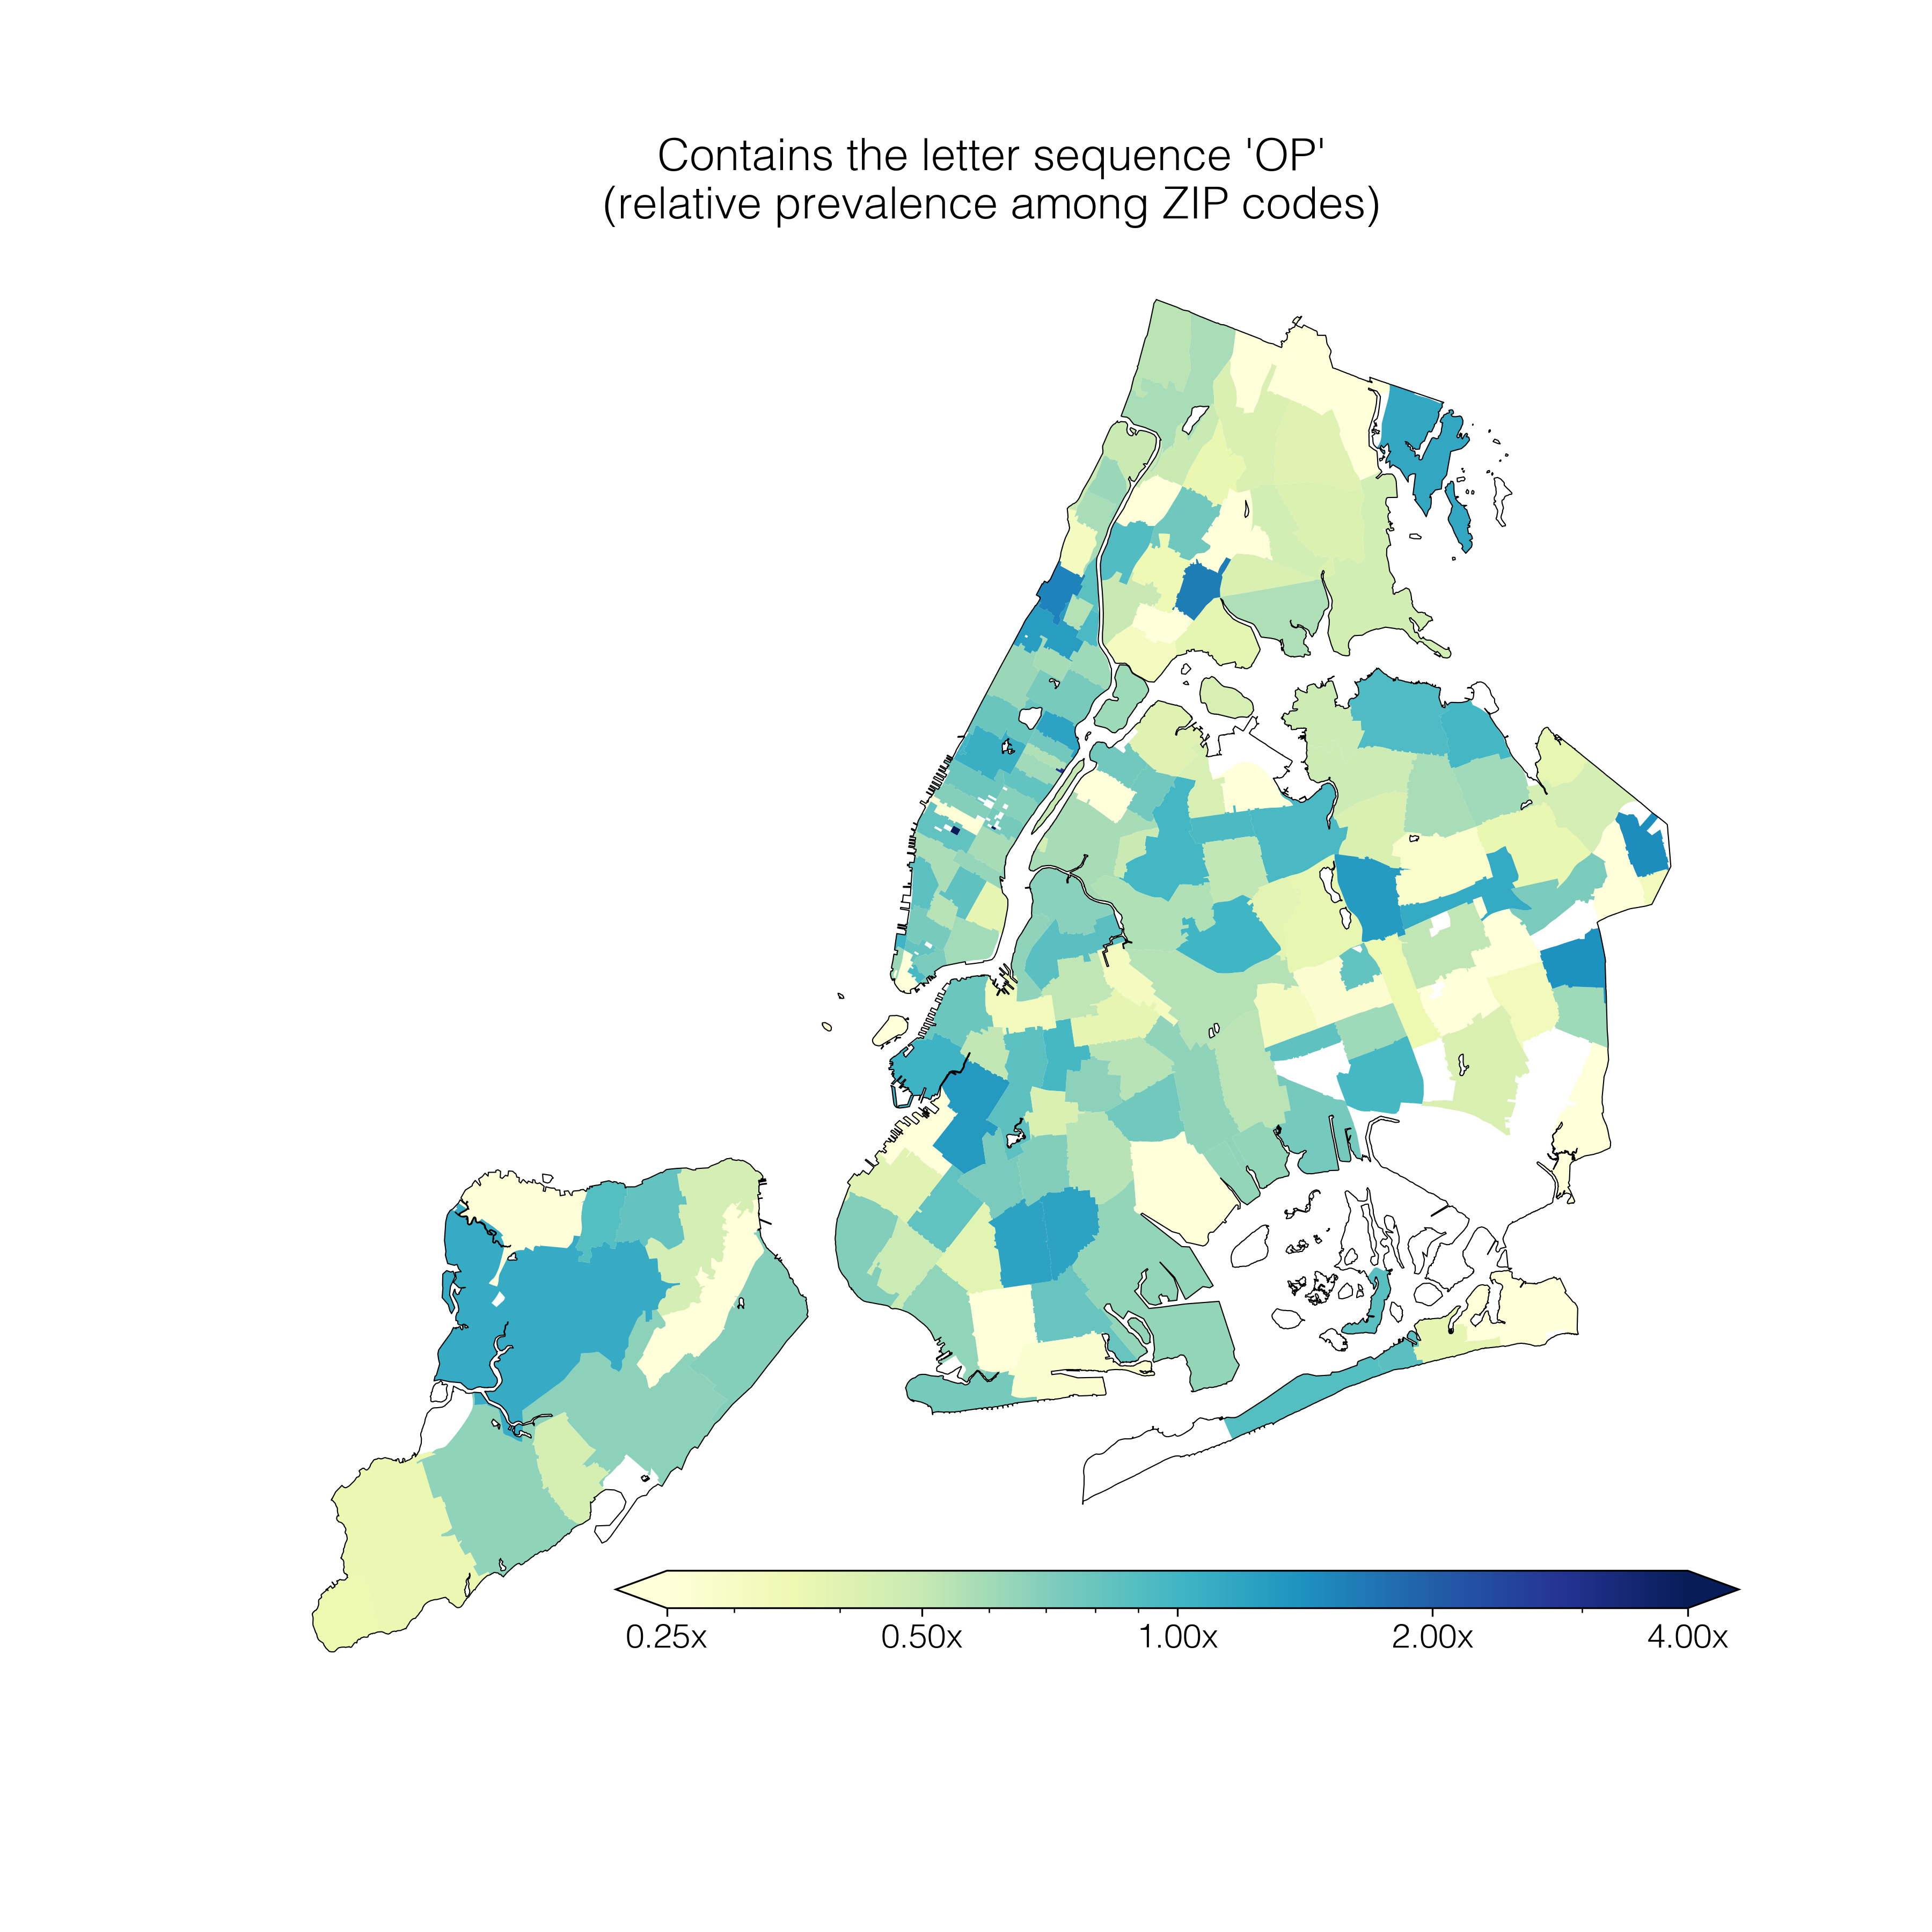 Contains the letter sequence 'OP'
(relative prevalence among ZIP codes)
0.25x 0.50x 1.00x 2.00x 4.00x